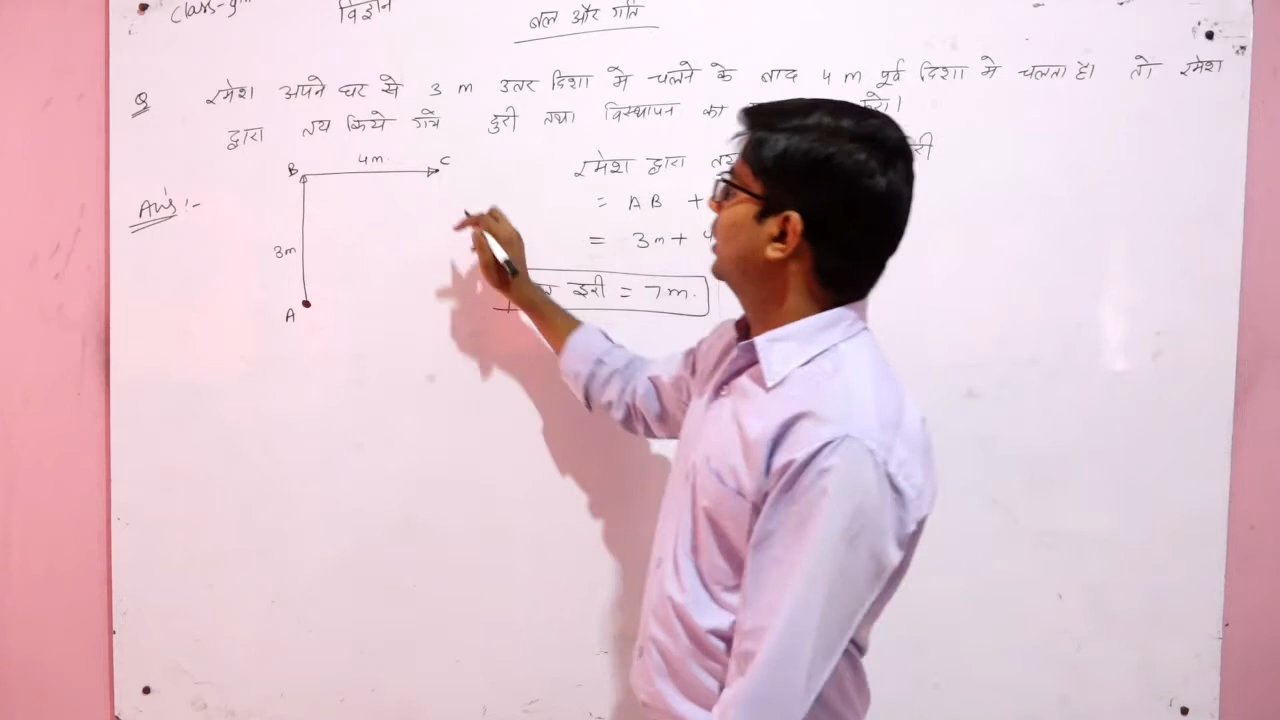 Class-9th विज्ञान
बल और गति
Q रमेश अपने घर से 3 m उत्तर दिशा मे चलने के बाद 4 m पूर्व दिशा मे चलता है। तो रमेश
द्वारा तय किये गये दुरी तथा विस्थापन का करो।
Ans:-
B 4m. C
3m
A
रमेश द्वारा तय
= AB +
= 3m + 4
दुरी = 7m.